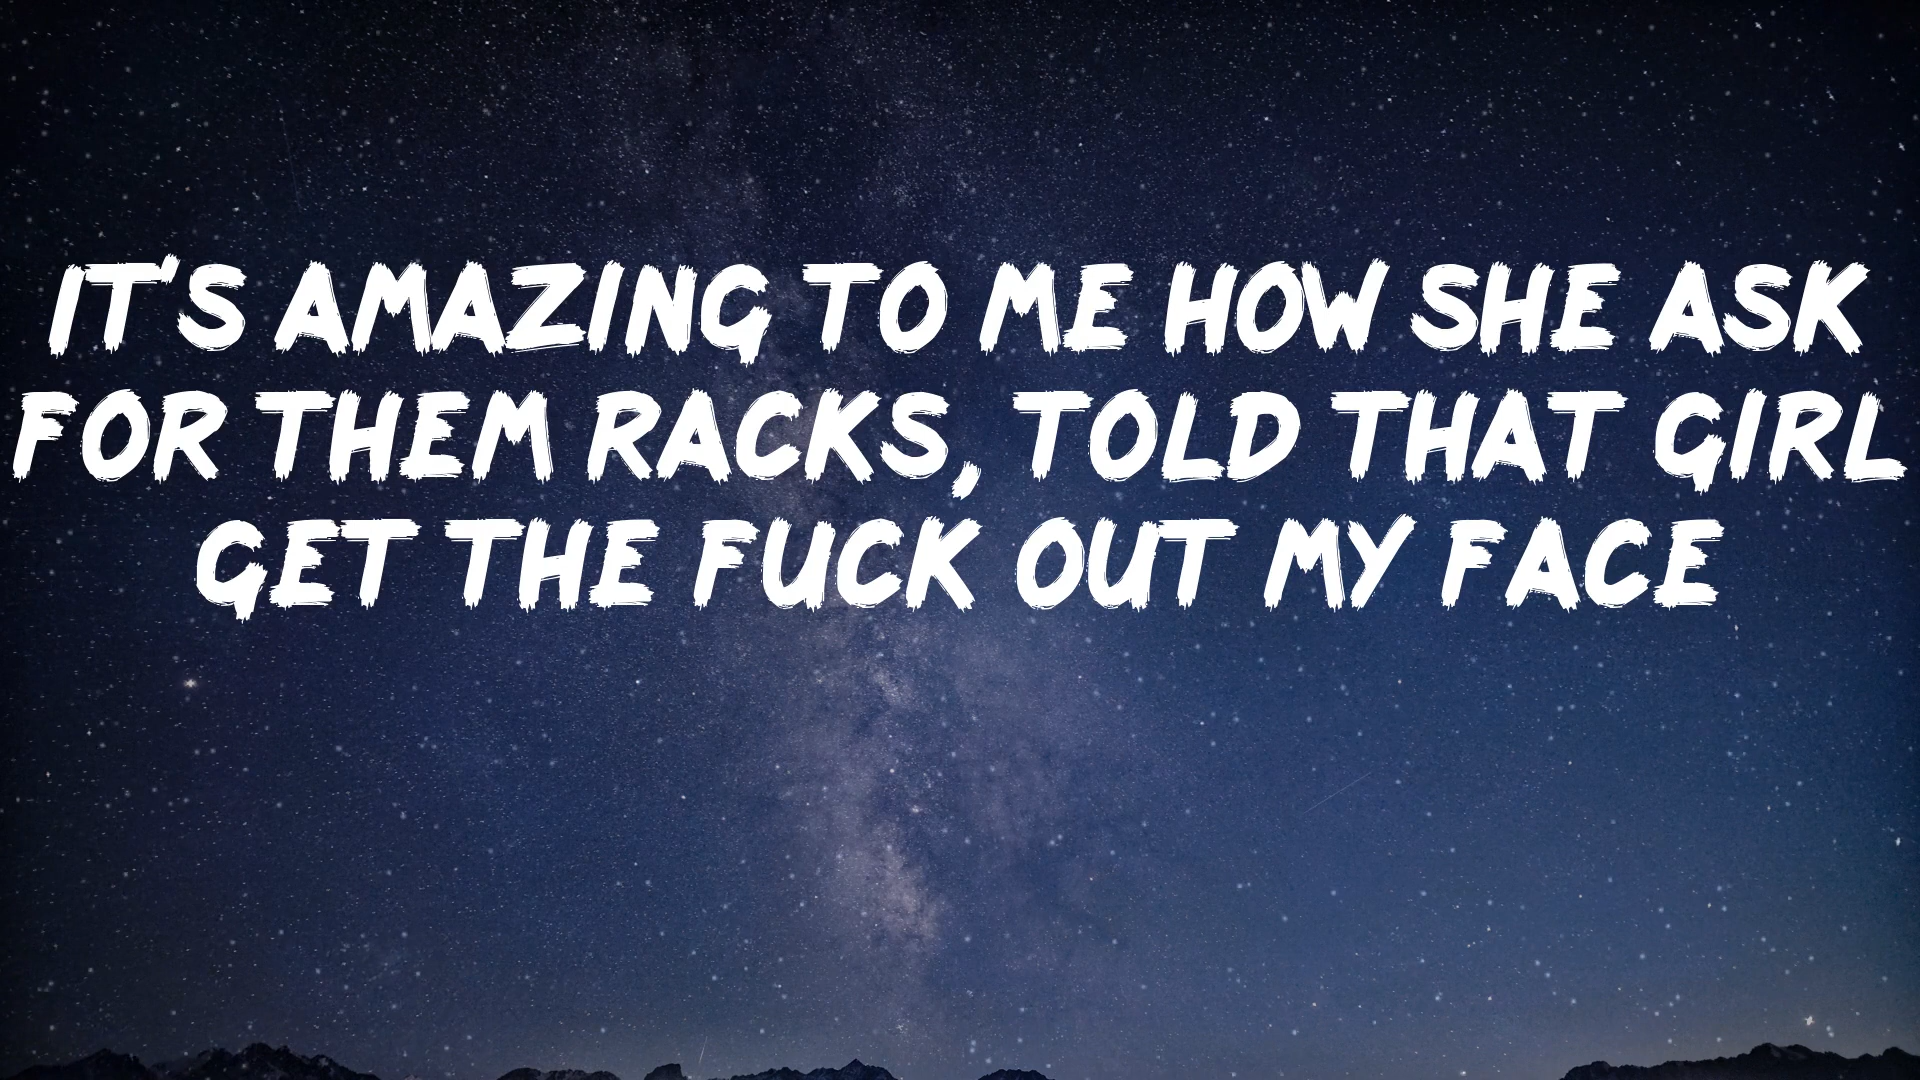 IT'S AMAZING TO ME HOW SHE ASK
FOR THEM RACKS, TOLD THAT GIRL
GET THE FUCK OUT MY FACE